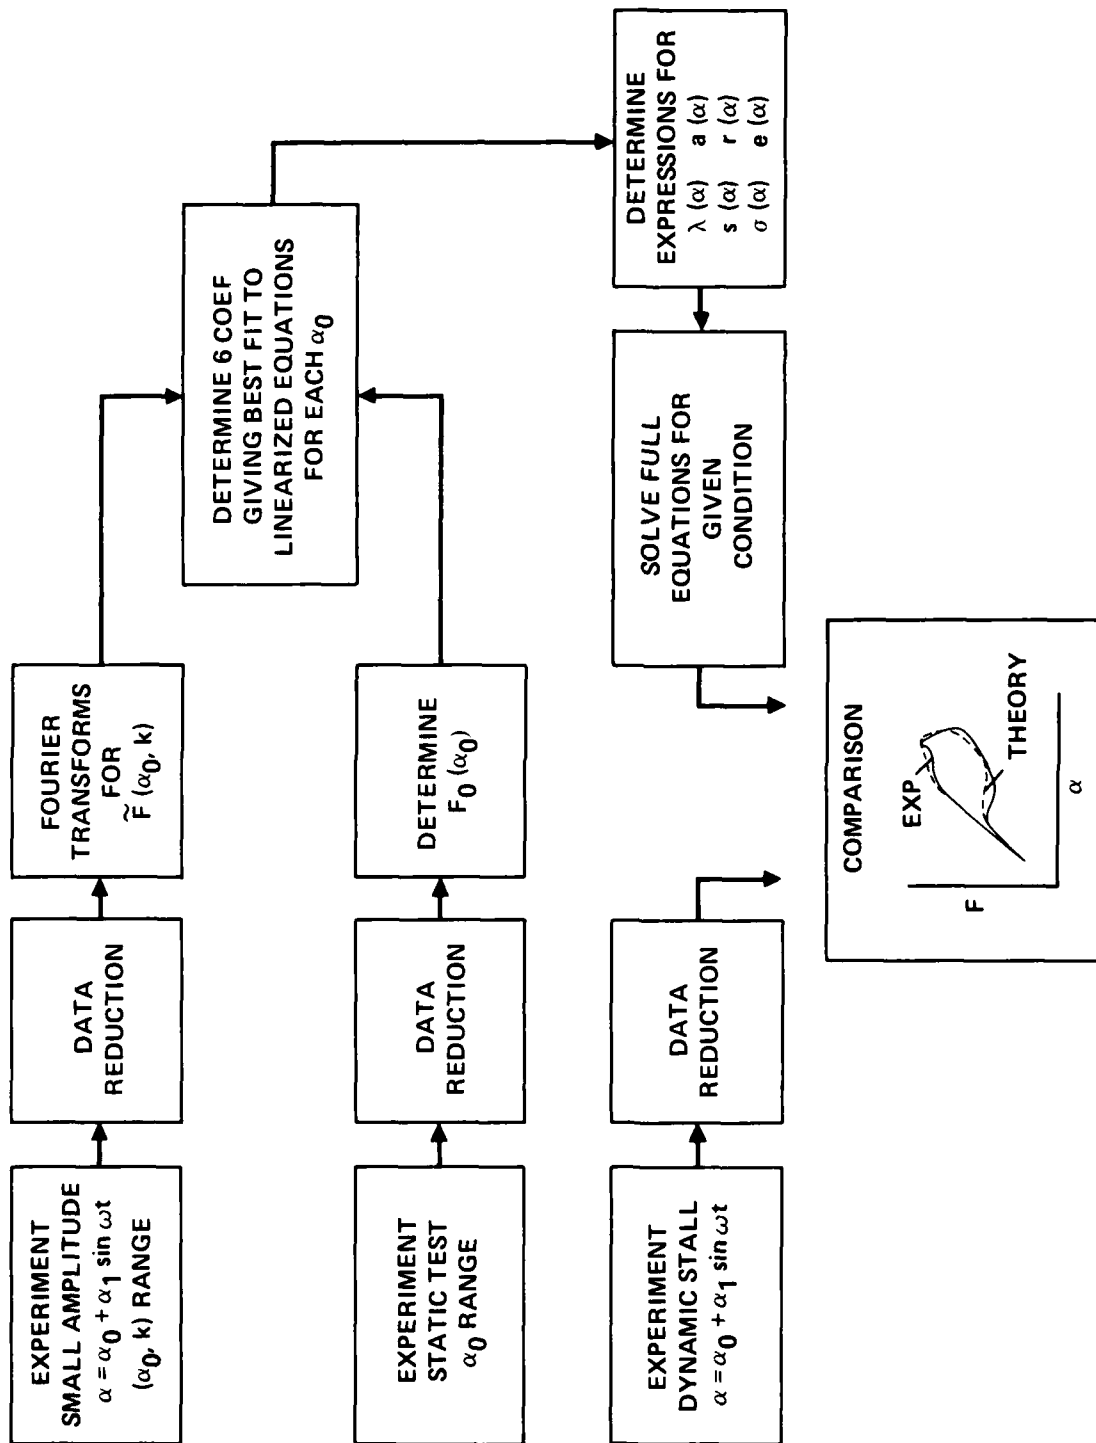 EXPERIMENT
SMALL AMPLITUDE
α = α₀ + α₁ sin ωt
(α₀, k) RANGE
DATA
REDUCTION
FOURIER
TRANSFORMS
FOR
F̃ (α₀, k)
EXPERIMENT
STATIC TEST
α₀ RANGE
DATA
REDUCTION
DETERMINE
F₀ (α₀)
DETERMINE 6 COEF
GIVING BEST FIT TO
LINEARIZED EQUATIONS
FOR EACH α₀
DETERMINE
EXPRESSIONS FOR
λ (α) a (α)
s (α) r (α)
σ (α) e (α)
SOLVE FULL
EQUATIONS FOR
GIVEN
CONDITION
EXPERIMENT
DYNAMIC STALL
α = α₀ + α₁ sin ωt
DATA
REDUCTION
COMPARISON
EXP
THEORY
F
α